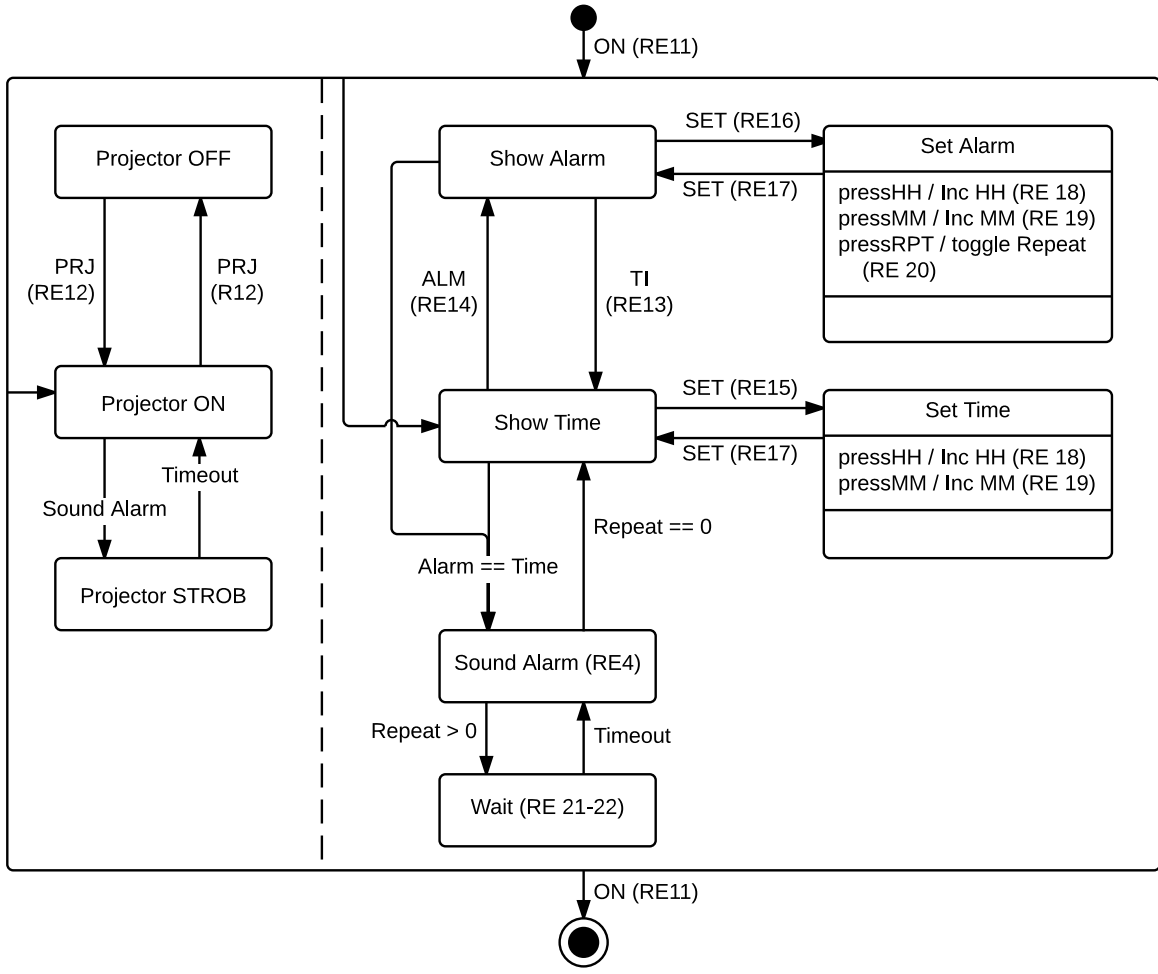 ON (RE11)
Projector OFF
PRJ
(RE12)
PRJ
(R12)
Projector ON
Sound Alarm
Timeout
Projector STROB
Show Alarm
SET (RE16)
SET (RE17)
Set Alarm
pressHH / Inc HH (RE 18)
pressMM / Inc MM (RE 19)
pressRPT / toggle Repeat
(RE 20)
ALM
(RE14)
TI
(RE13)
Show Time
SET (RE15)
SET (RE17)
Set Time
pressHH / Inc HH (RE 18)
pressMM / Inc MM (RE 19)
Repeat == 0
Alarm == Time
Sound Alarm (RE4)
Repeat > 0
Timeout
Wait (RE 21-22)
ON (RE11)